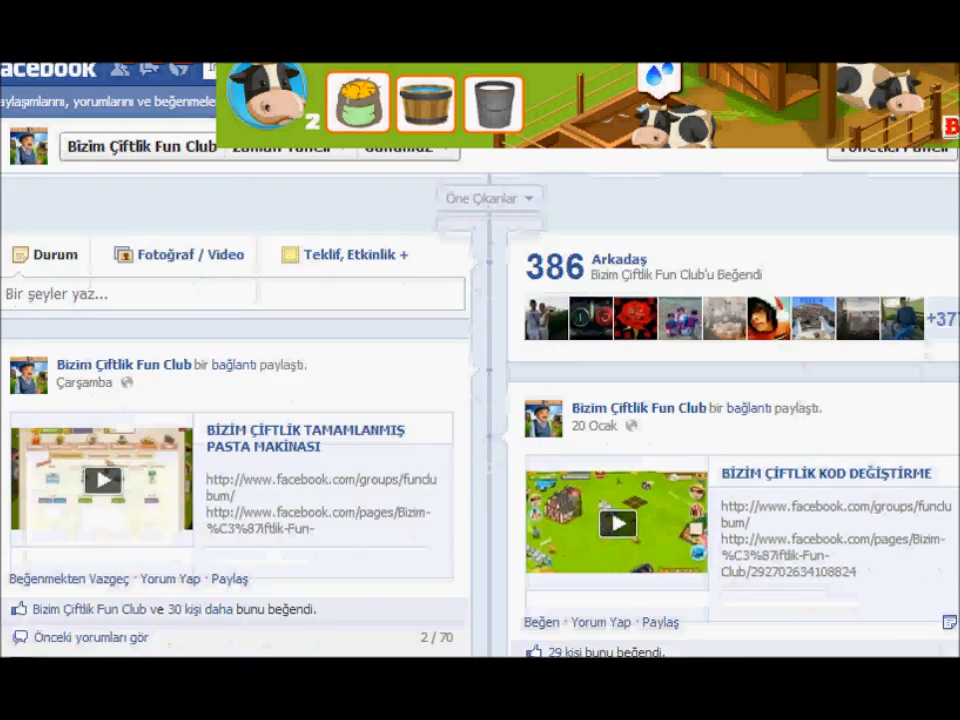 acebook
aylaşımlarını, yorumlarını ve beğenmele
2
Bizim Çiftlik Fun Club
Öne Çıkanlar
Durum
Fotoğraf / Video
Teklif, Etkinlik +
Bir şeyler yaz...
386 Arkadaş
Bizim Çiftlik Fun Club'u Beğendi
+377
Bizim Çiftlik Fun Club bir bağlantı paylaştı.
Çarşamba
BİZİM ÇİFTLİK TAMAMLANMIŞ
PASTA MAKİNASI
http://www.facebook.com/groups/funclu
bum/
http://www.facebook.com/pages/Bizim-
%C3%87iftlik-Fun-
Beğenmekten Vazgeç · Yorum Yap · Paylaş
Bizim Çiftlik Fun Club ve 30 kişi daha bunu beğendi.
Önceki yorumları gör
2 / 70
Bizim Çiftlik Fun Club bir bağlantı paylaştı.
20 Ocak
BİZİM ÇİFTLİK KOD DEĞİŞTİRME
http://www.facebook.com/groups/funclu
bum/
http://www.facebook.com/pages/Bizim-
%C3%87iftlik-Fun-
Club/292702634108824
Beğen · Yorum Yap · Paylaş
29 kişi bunu beğendi.